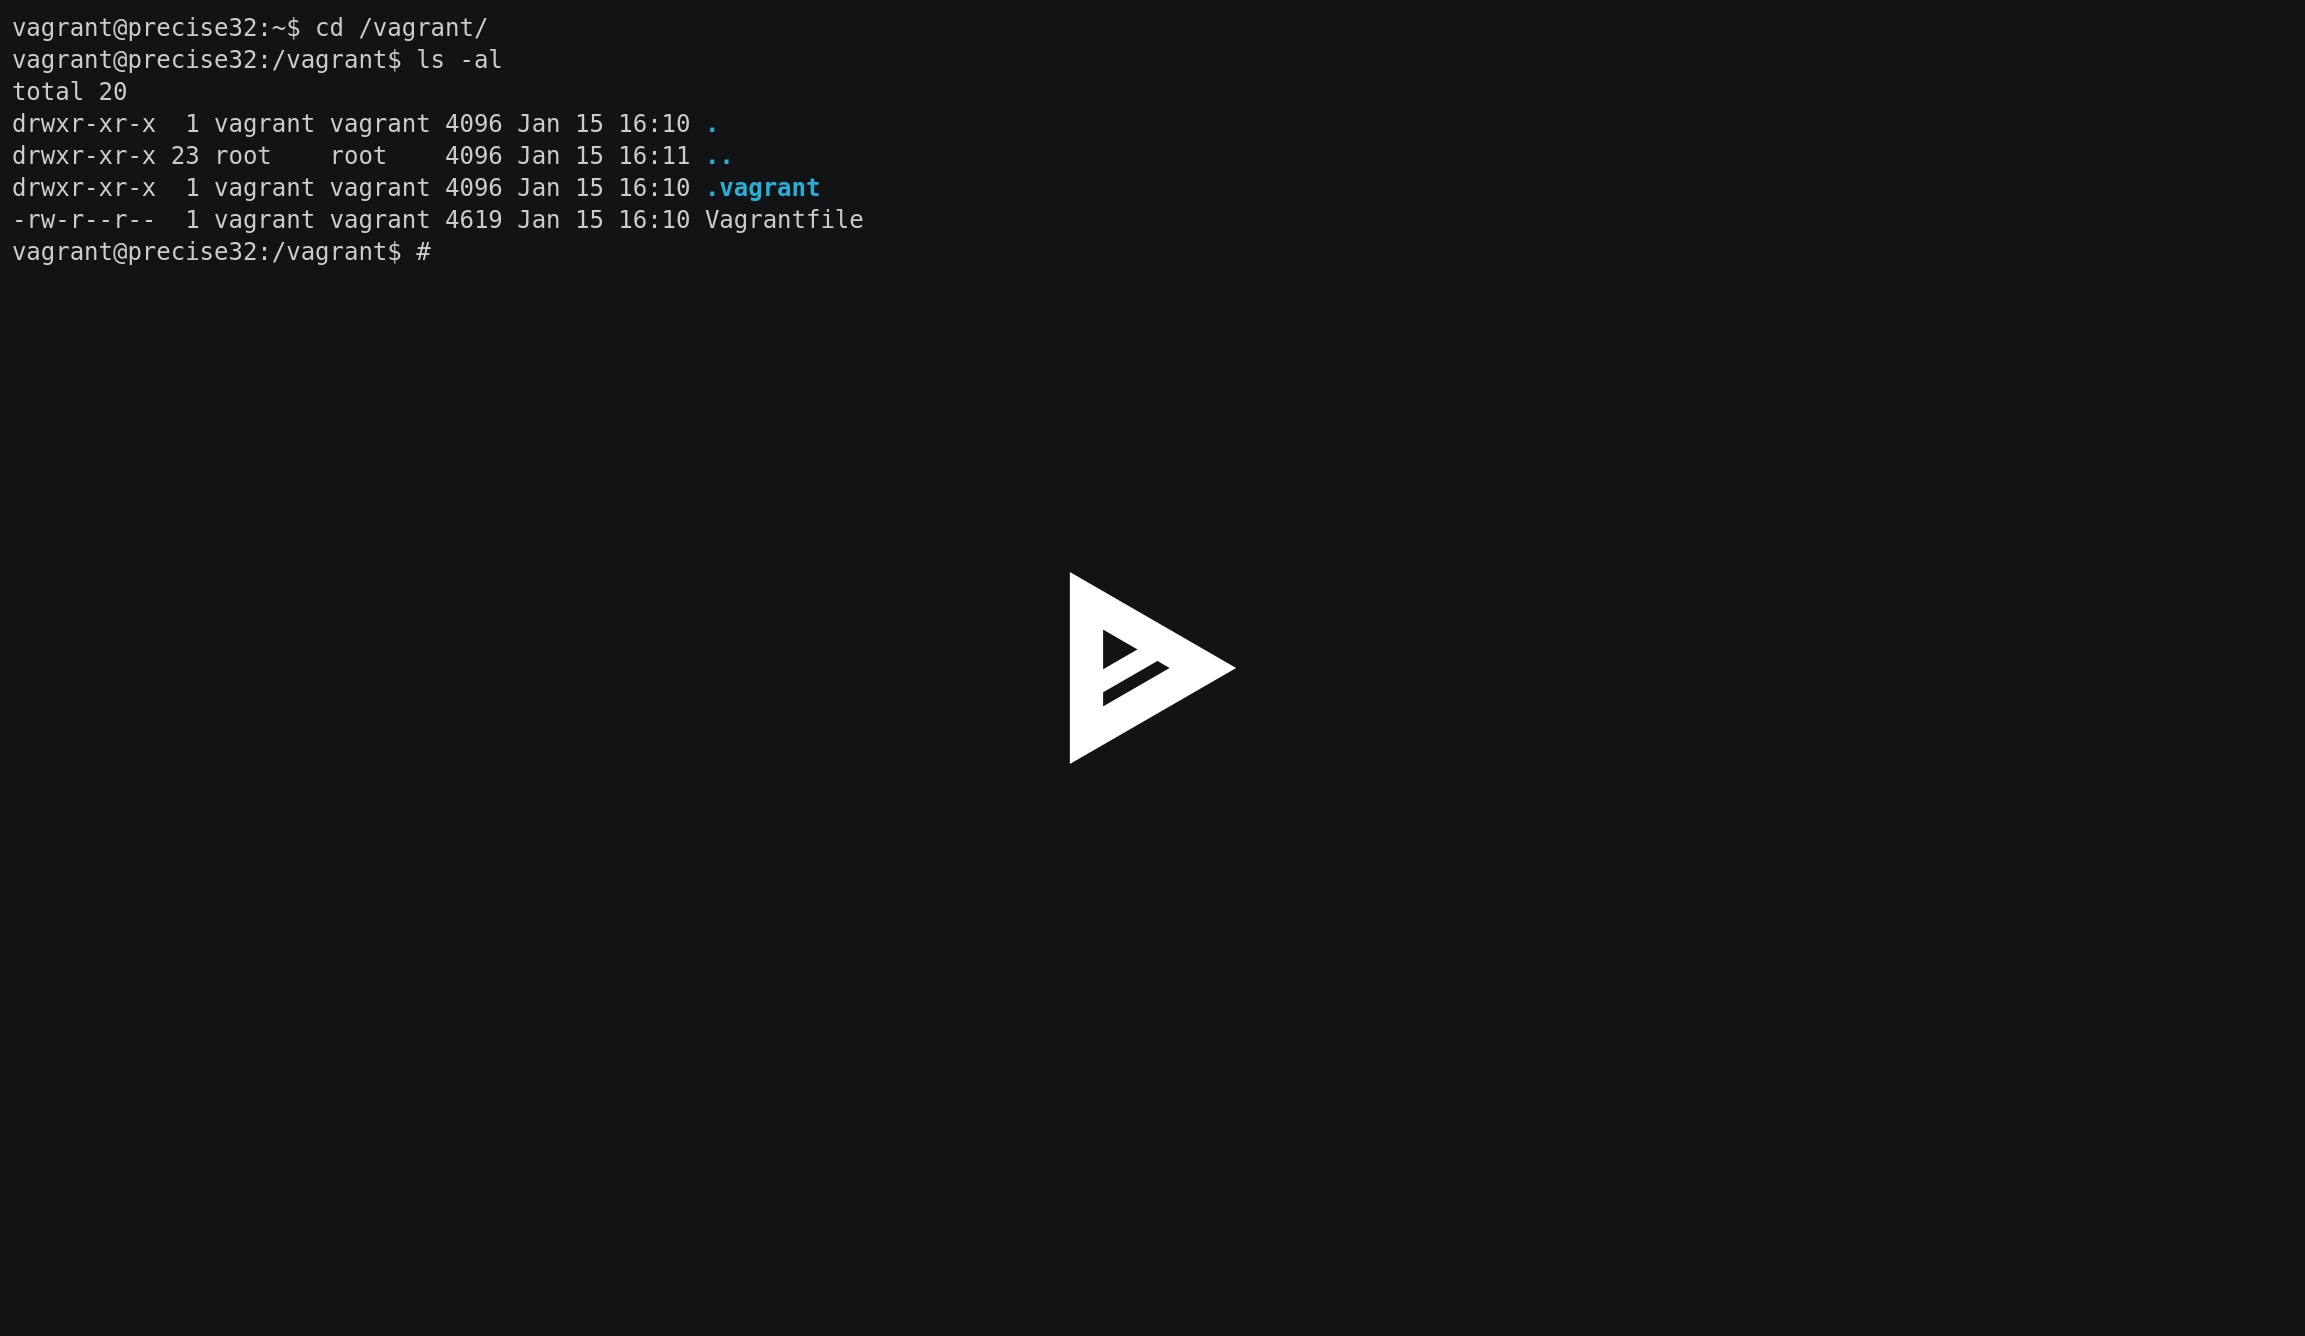 vagrant@precise32:~$ cd /vagrant/
vagrant@precise32:/vagrant$ ls -al
total 20
drwxr-xr-x  1 vagrant vagrant 4096 Jan 15 16:10 .
drwxr-xr-x 23 root    root    4096 Jan 15 16:11 ..
drwxr-xr-x  1 vagrant vagrant 4096 Jan 15 16:10 .vagrant
-rw-r--r--  1 vagrant vagrant 4619 Jan 15 16:10 Vagrantfile
vagrant@precise32:/vagrant$ #